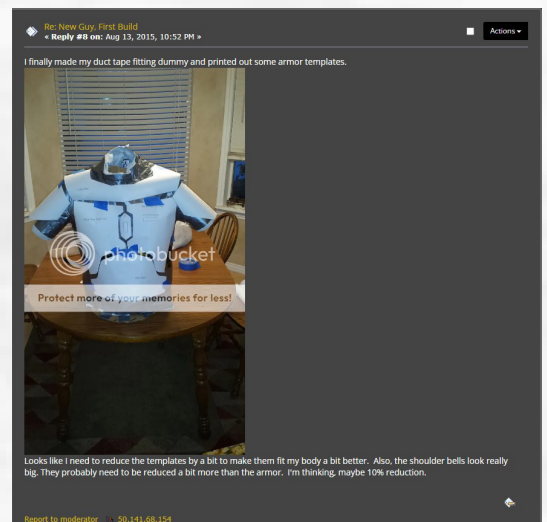 Re: New Guy, First Build
« Reply #8 on: Aug 13, 2015, 10:52 PM »
Actions
I finally made my duct tape fitting dummy and printed out some armor templates.
photobucket
Protect more of your memories for less!
Looks like I need to reduce the templates by a bit to make them fit my body a bit better. Also, the shoulder bells look really
big. They probably need to be reduced a bit more than the armor. I'm thinking, maybe 10% reduction.
Report to moderator 50.141.68.154